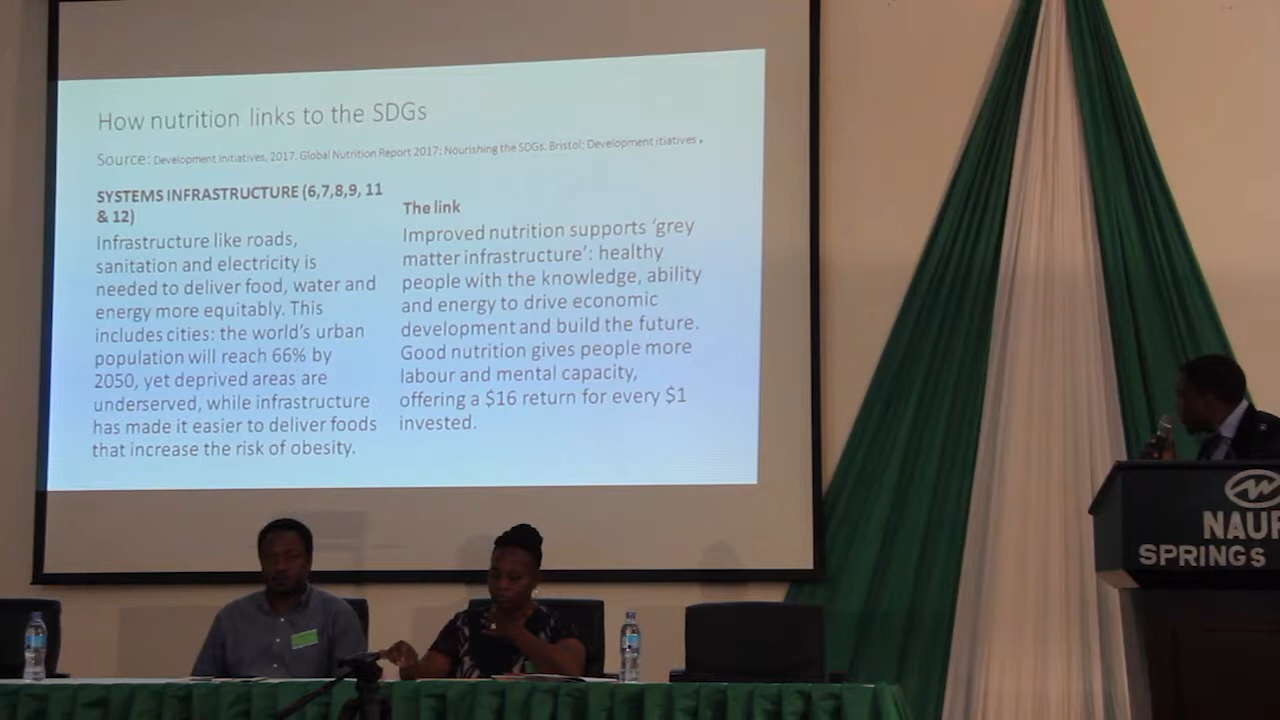 How nutrition links to the SDGs
Source: Development Initiatives, 2017. Global Nutrition Report 2017: Nourishing the SDGs. Bristol: Development itiatives .
SYSTEMS INFRASTRUCTURE (6,7,8,9, 11
& 12)
Infrastructure like roads,
sanitation and electricity is
needed to deliver food, water and
energy more equitably. This
includes cities: the world's urban
population will reach 66% by
2050, yet deprived areas are
underserved, while infrastructure
has made it easier to deliver foods
that increase the risk of obesity.
The link
Improved nutrition supports 'grey
matter infrastructure': healthy
people with the knowledge, ability
and energy to drive economic
development and build the future.
Good nutrition gives people more
labour and mental capacity,
offering a $16 return for every $1
invested.
SPRINGS